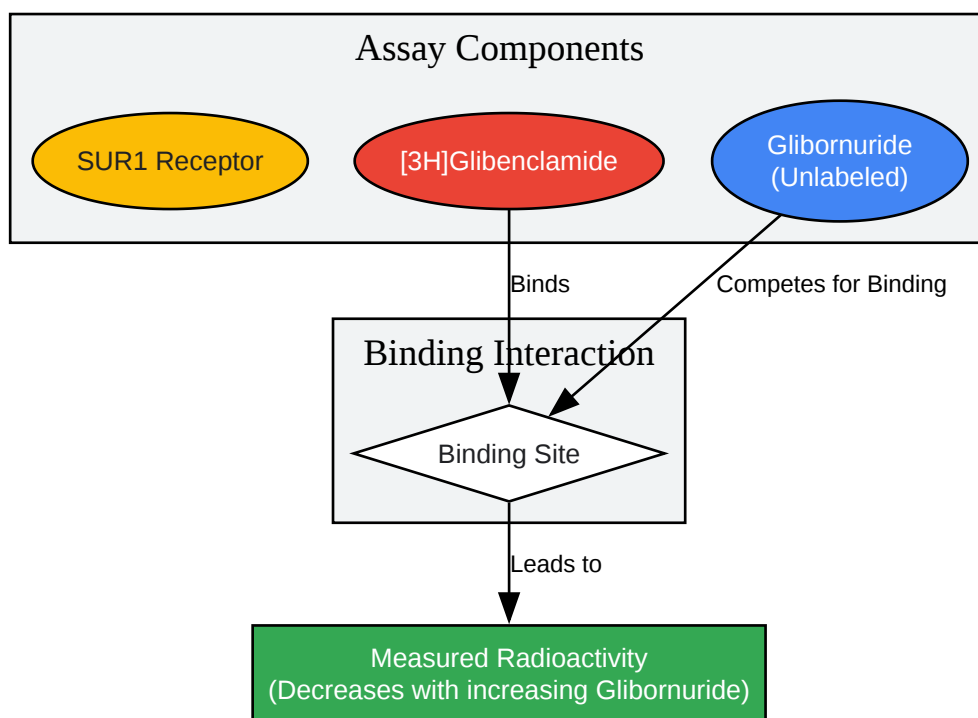 Assay Components
SUR1 Receptor
[3H]Glibenclamide
Glibornuride
(Unlabeled)
Binds
Competes for Binding
Binding Interaction
Binding Site
Leads to
Measured Radioactivity
(Decreases with increasing Glibornuride)